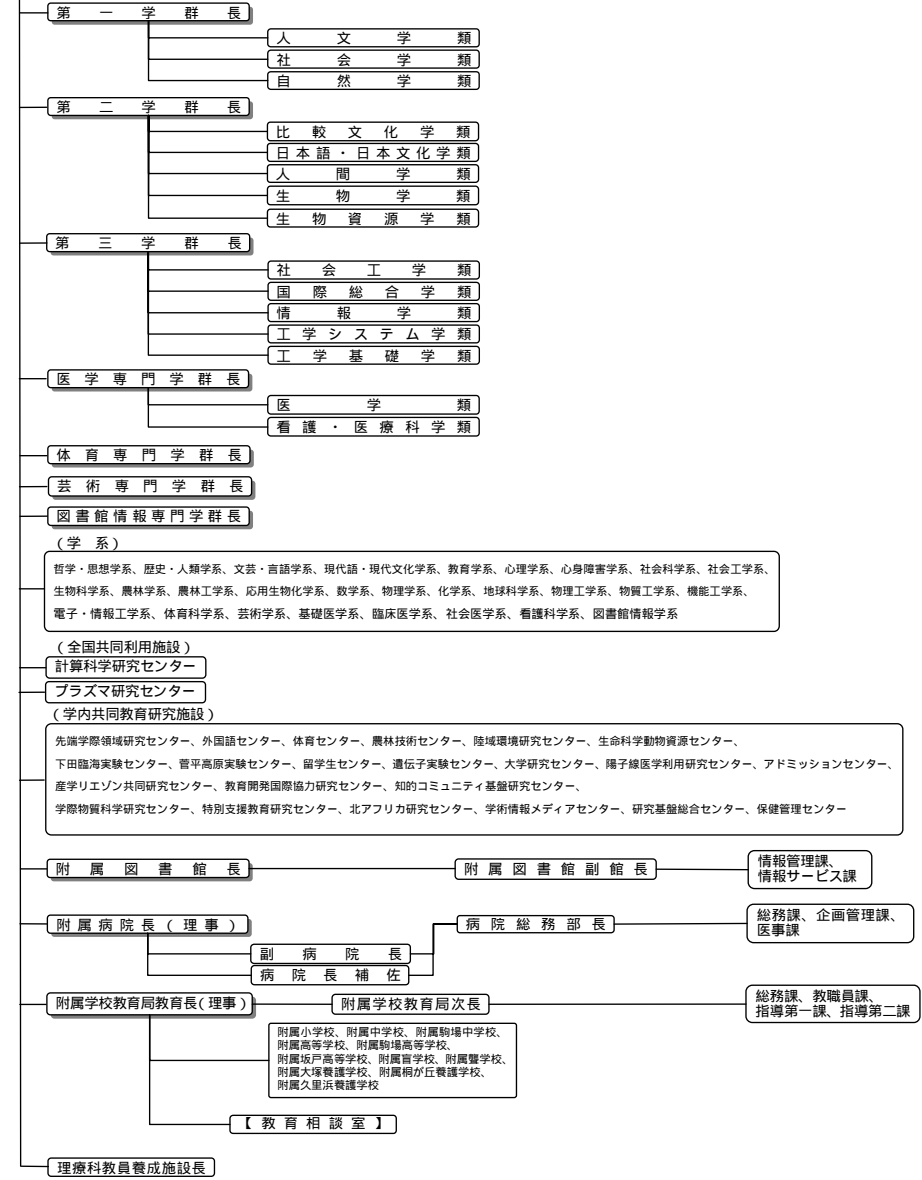 第一学群長
人文学類
社会学類
自然学類
第二学群長
比較文化学類
日本語・日本文化学類
人間学類
生物学類
生物資源学類
第三学群長
社会工学類
国際総合学類
情報学類
工学システム学類
工学基礎学類
医学専門学群長
医学類
看護・医療科学類
体育専門学群長
芸術専門学群長
図書館情報専門学群長
(学 系)
哲学・思想学系、歴史・人類学系、文芸・言語学系、現代語・現代文化学系、教育学系、心理学系、心身障害学系、社会科学系、社会工学系、
生物科学系、農林学系、農林工学系、応用生物化学系、数学系、物理学系、化学系、地球科学系、物理工学系、物質工学系、機能工学系、
電子・情報工学系、体育科学系、芸術学系、基礎医学系、臨床医学系、社会医学系、看護科学系、図書館情報学系
(全国共同利用施設)
計算科学研究センター
プラズマ研究センター
(学内共同教育研究施設)
先端学際領域研究センター、外国語センター、体育センター、農林技術センター、陸域環境研究センター、生命科学動物資源センター、
下田臨海実験センター、菅平高原実験センター、留学生センター、遺伝子実験センター、大学研究センター、陽子線医学利用研究センター、アドミッションセンター、
産学リエゾン共同研究センター、教育開発国際協力研究センター、知的コミュニティ基盤研究センター、
学際物質科学研究センター、特別支援教育研究センター、北アフリカ研究センター、学術情報メディアセンター、研究基盤総合センター、保健管理センター
附属図書館長
附属図書館副館長
情報管理課、
情報サービス課
附属病院長(理事)
病院総務部長
総務課、企画管理課、
医事課
副病院長
病院長補佐
附属学校教育局教育長(理事)
附属学校教育局次長
総務課、教職員課、
指導第一課、指導第二課
附属小学校、附属中学校、附属駒場中学校、
附属高等学校、附属駒場高等学校、
附属坂戸高等学校、附属盲学校、附属聾学校、
附属大塚養護学校、附属桐が丘養護学校、
附属久里浜養護学校
【教育相談室】
理療科教員養成施設長